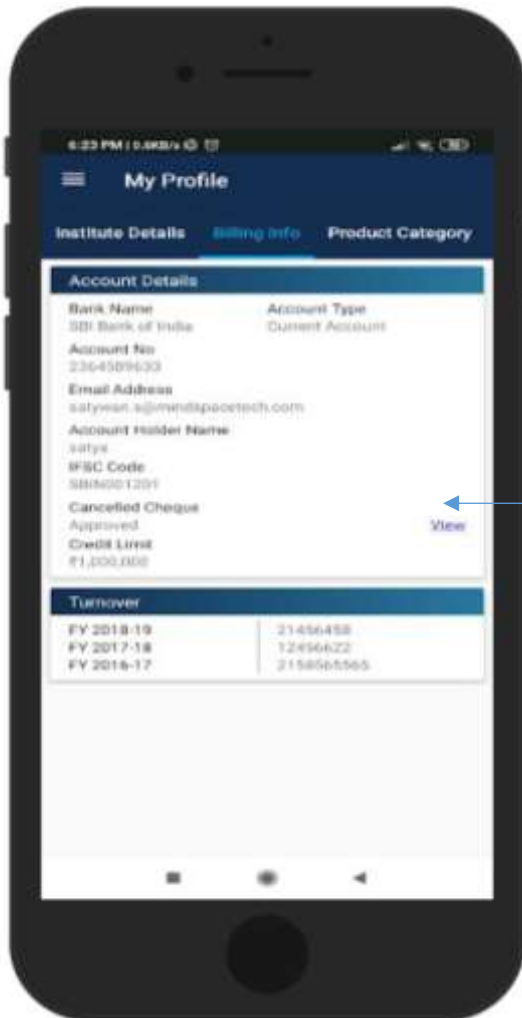 6:23 PM | 0.6KB/s
My Profile
Institute Details Billing Info Product Category
Account Details
Bank Name Account Type
SBI Bank of India Current Account
Account No
2364589633
Email Address
satywan.s@mindspacetech.com
Account Holder Name
satya
IFSC Code
SBIN001201
Cancelled Cheque
Approved View
Credit Limit
₹1,000,000
Turnover
FY 2018-19 21456458
FY 2017-18 12456622
FY 2016-17